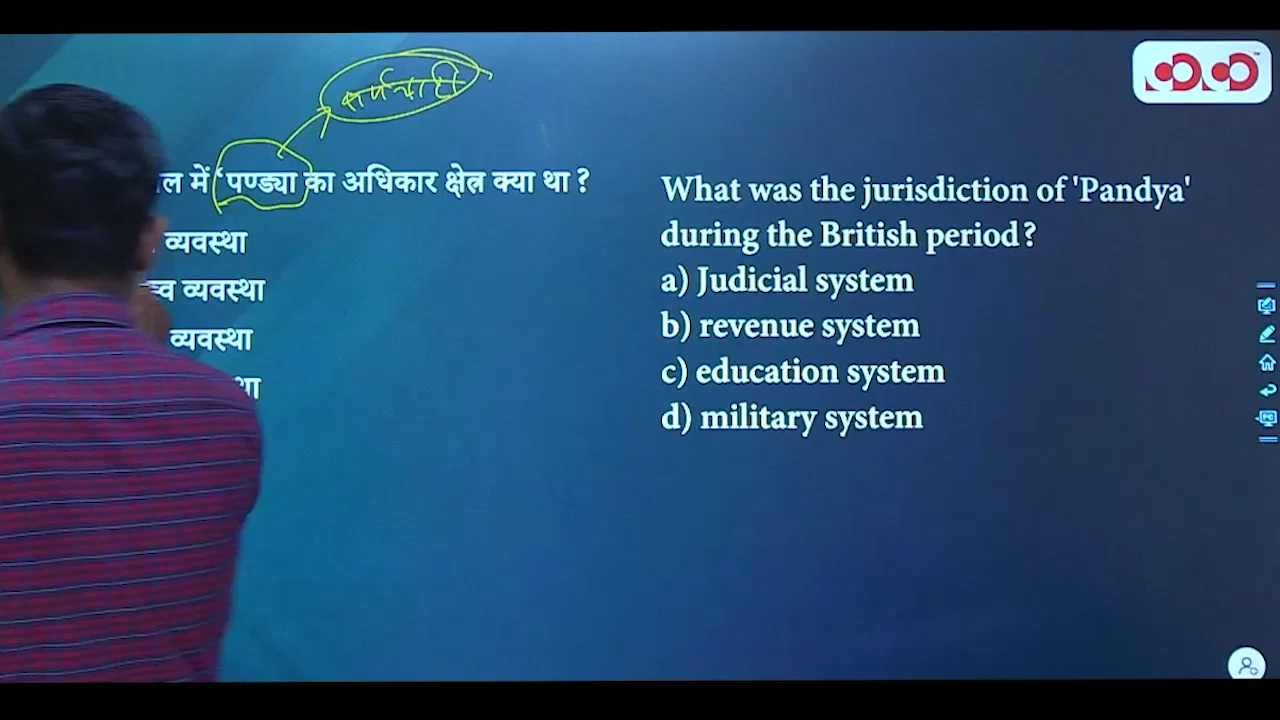 में 'पण्ड्या का अधिकार क्षेत्र क्या था ?
व्यवस्था
व्यवस्था
व्यवस्था
What was the jurisdiction of 'Pandya'
during the British period?
a) Judicial system
b) revenue system
c) education system
d) military system